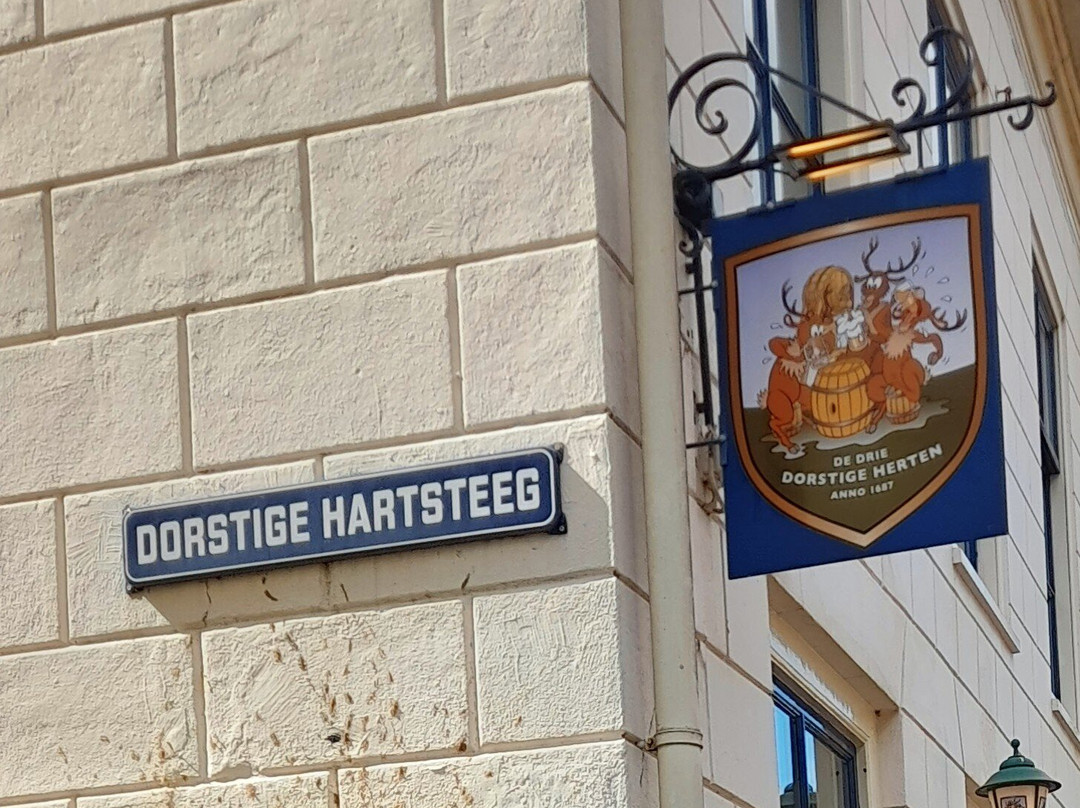 DORSTIGE HARTSTEEG
DE DRIE
DORSTIGE HERTEN
ANNO 1687